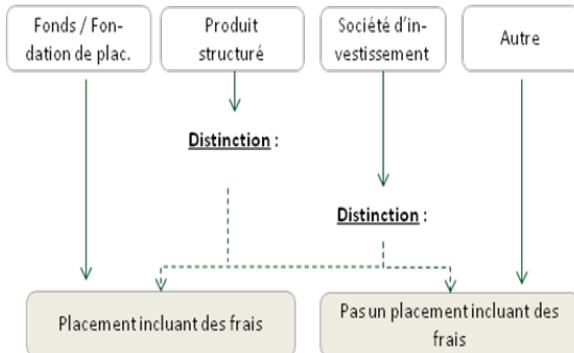 Fonds / Fon-
dation de plac.
Produit
structuré
Société d'in-
vestissement
Autre
Distinction :
Distinction :
Placement incluant des frais
Pas un placement incluant des
frais